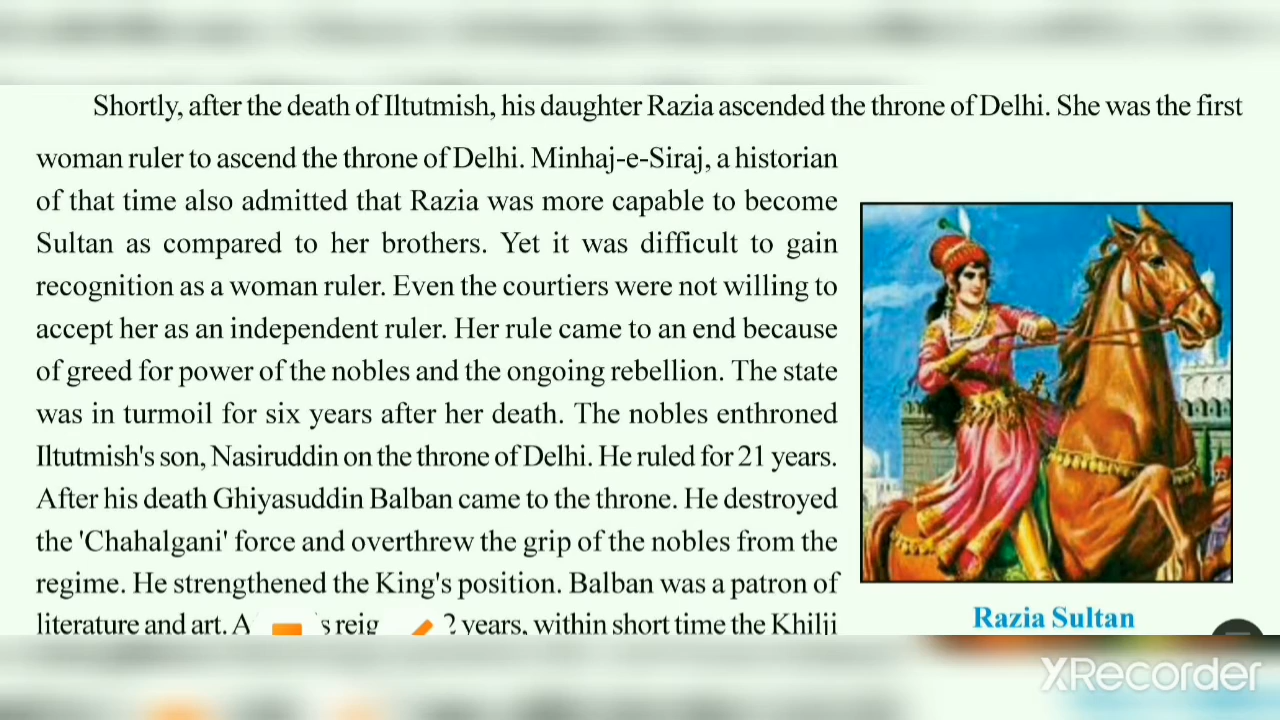 Shortly, after the death of Iltutmish, his daughter Razia ascended the throne of Delhi. She was the first
woman ruler to ascend the throne of Delhi. Minhaj-e-Siraj, a historian
of that time also admitted that Razia was more capable to become
Sultan as compared to her brothers. Yet it was difficult to gain
recognition as a woman ruler. Even the courtiers were not willing to
accept her as an independent ruler. Her rule came to an end because
of greed for power of the nobles and the ongoing rebellion. The state
was in turmoil for six years after her death. The nobles enthroned
Iltutmish's son, Nasiruddin on the throne of Delhi. He ruled for 21 years.
After his death Ghiyasuddin Balban came to the throne. He destroyed
the 'Chahalgani' force and overthrew the grip of the nobles from the
regime. He strengthened the King's position. Balban was a patron of
literature and art. years, within short time the Khilji
Razia Sultan
XRecorder